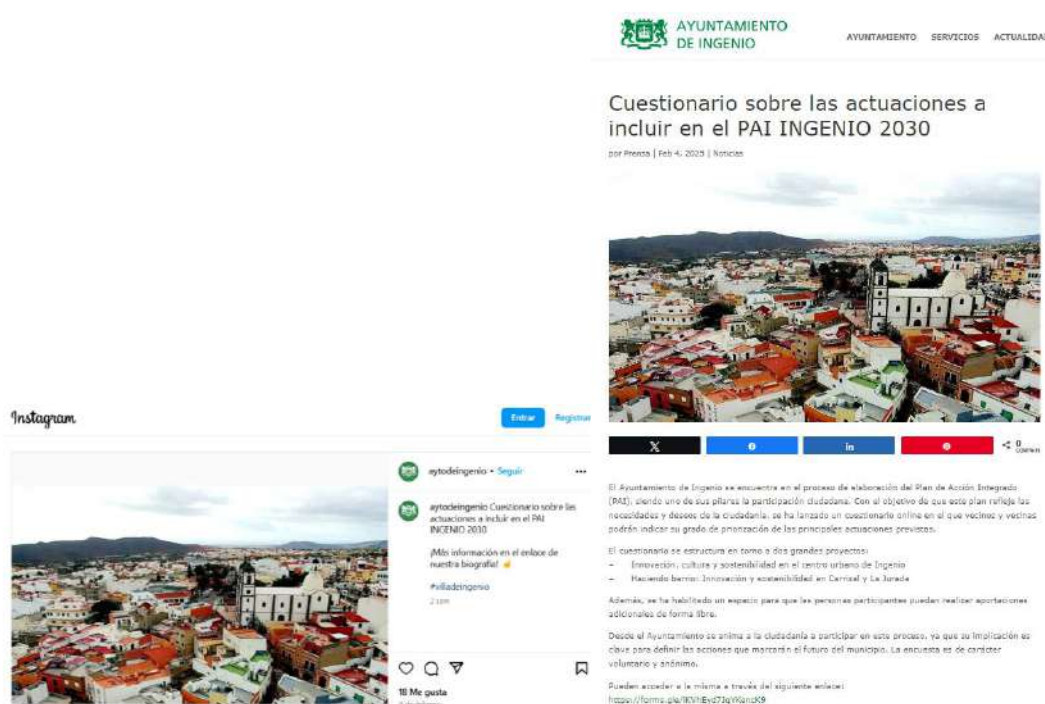 Instagram
Entrar
Registrar
aytodeingenio • Seguir
aytodeingenio Cuestionario sobre las
actuaciones a incluir en el PAI
INGENIO 2030
¡Más información en el enlace de
nuestra biografía!
#villadeingenio
2 sem
18 Me gusta
AYUNTAMIENTO
DE INGENIO
AYUNTAMIENTO SERVICIOS ACTUALIDA
Cuestionario sobre las actuaciones a
incluir en el PAI INGENIO 2030
por Prensa | Feb 4, 2025 | Noticias
0
El Ayuntamiento de Ingenio se encuentra en el proceso de elaboración del Plan de Acción Integrado
(PAI), siendo uno de sus pilares la participación ciudadana. Con el objetivo de que este plan refleje las
necesidades y deseos de la ciudadanía, se ha lanzado un cuestionario online en el que vecinos y vecinas
podrán indicar su grado de priorización de las principales actuaciones previstas.
El cuestionario se estructura en torno a dos grandes proyectos:
– Innovación, cultura y sostenibilidad en el centro urbano de Ingenio
– Haciendo barrio: Innovación y sostenibilidad en Carrizal y La Jurada
Además, se ha habilitado un espacio para que las personas participantes puedan realizar aportaciones
adicionales de forma libre.
Desde el Ayuntamiento se anima a la ciudadanía a participar en este proceso, ya que su implicación es
clave para definir las acciones que marcarán el futuro del municipio. La encuesta es de carácter
voluntario y anónimo.
Pueden acceder a la misma a través del siguiente enlace: